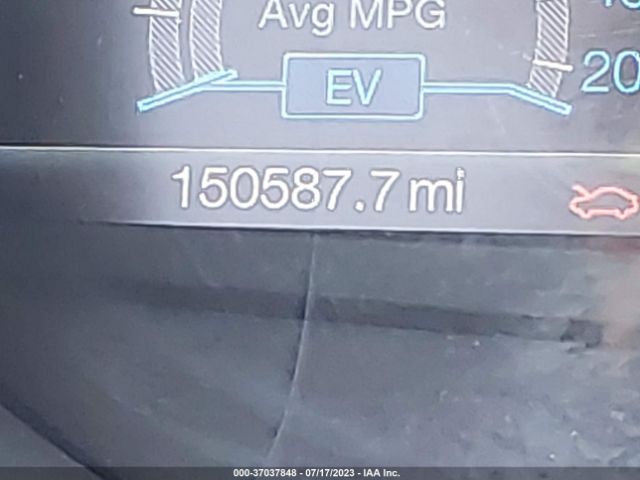 Avg MPG
20
EV
150587.7 mi
000-37037848 - 07/17/2023 - IAA Inc.